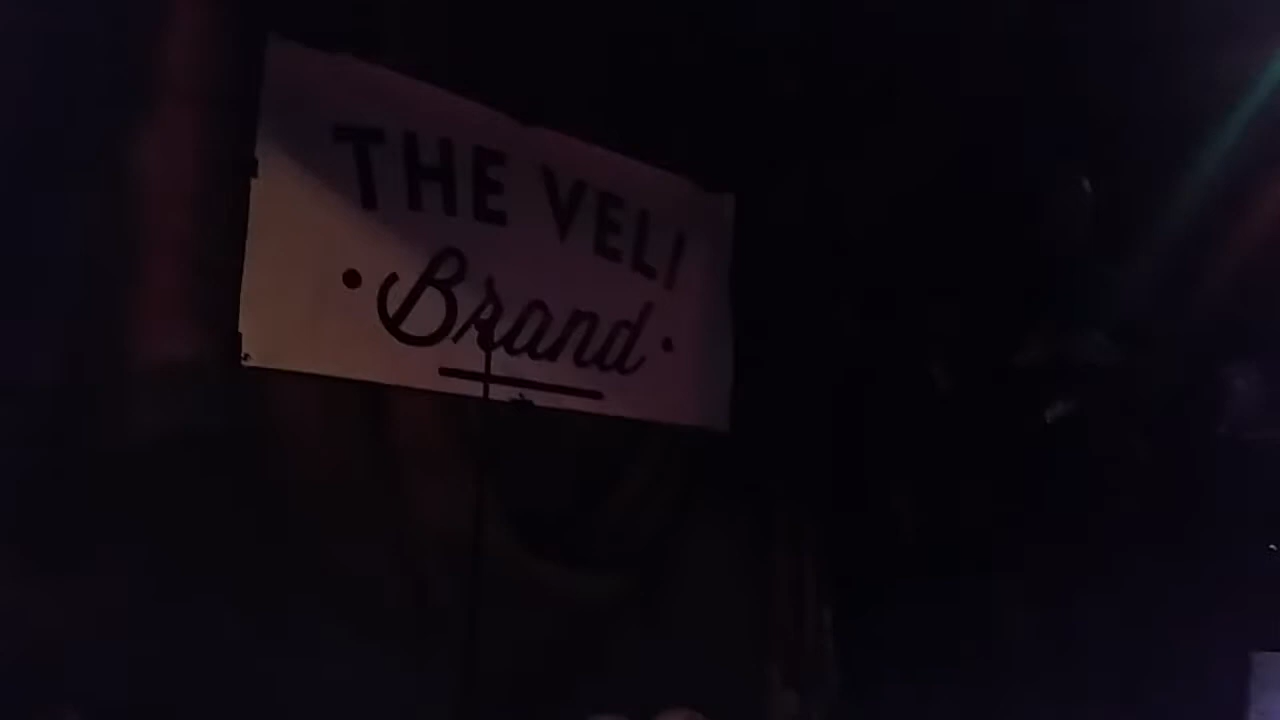 THE VELI
• Brand •